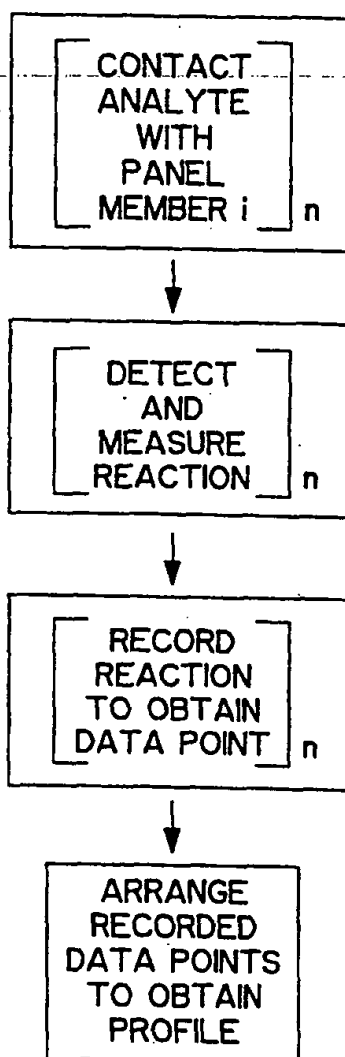 CONTACT
ANALYTE
WITH
PANEL
MEMBER i
n
DETECT
AND
MEASURE
REACTION
n
RECORD
REACTION
TO OBTAIN
DATA POINT
n
ARRANGE
RECORDED
DATA POINTS
TO OBTAIN
PROFILE